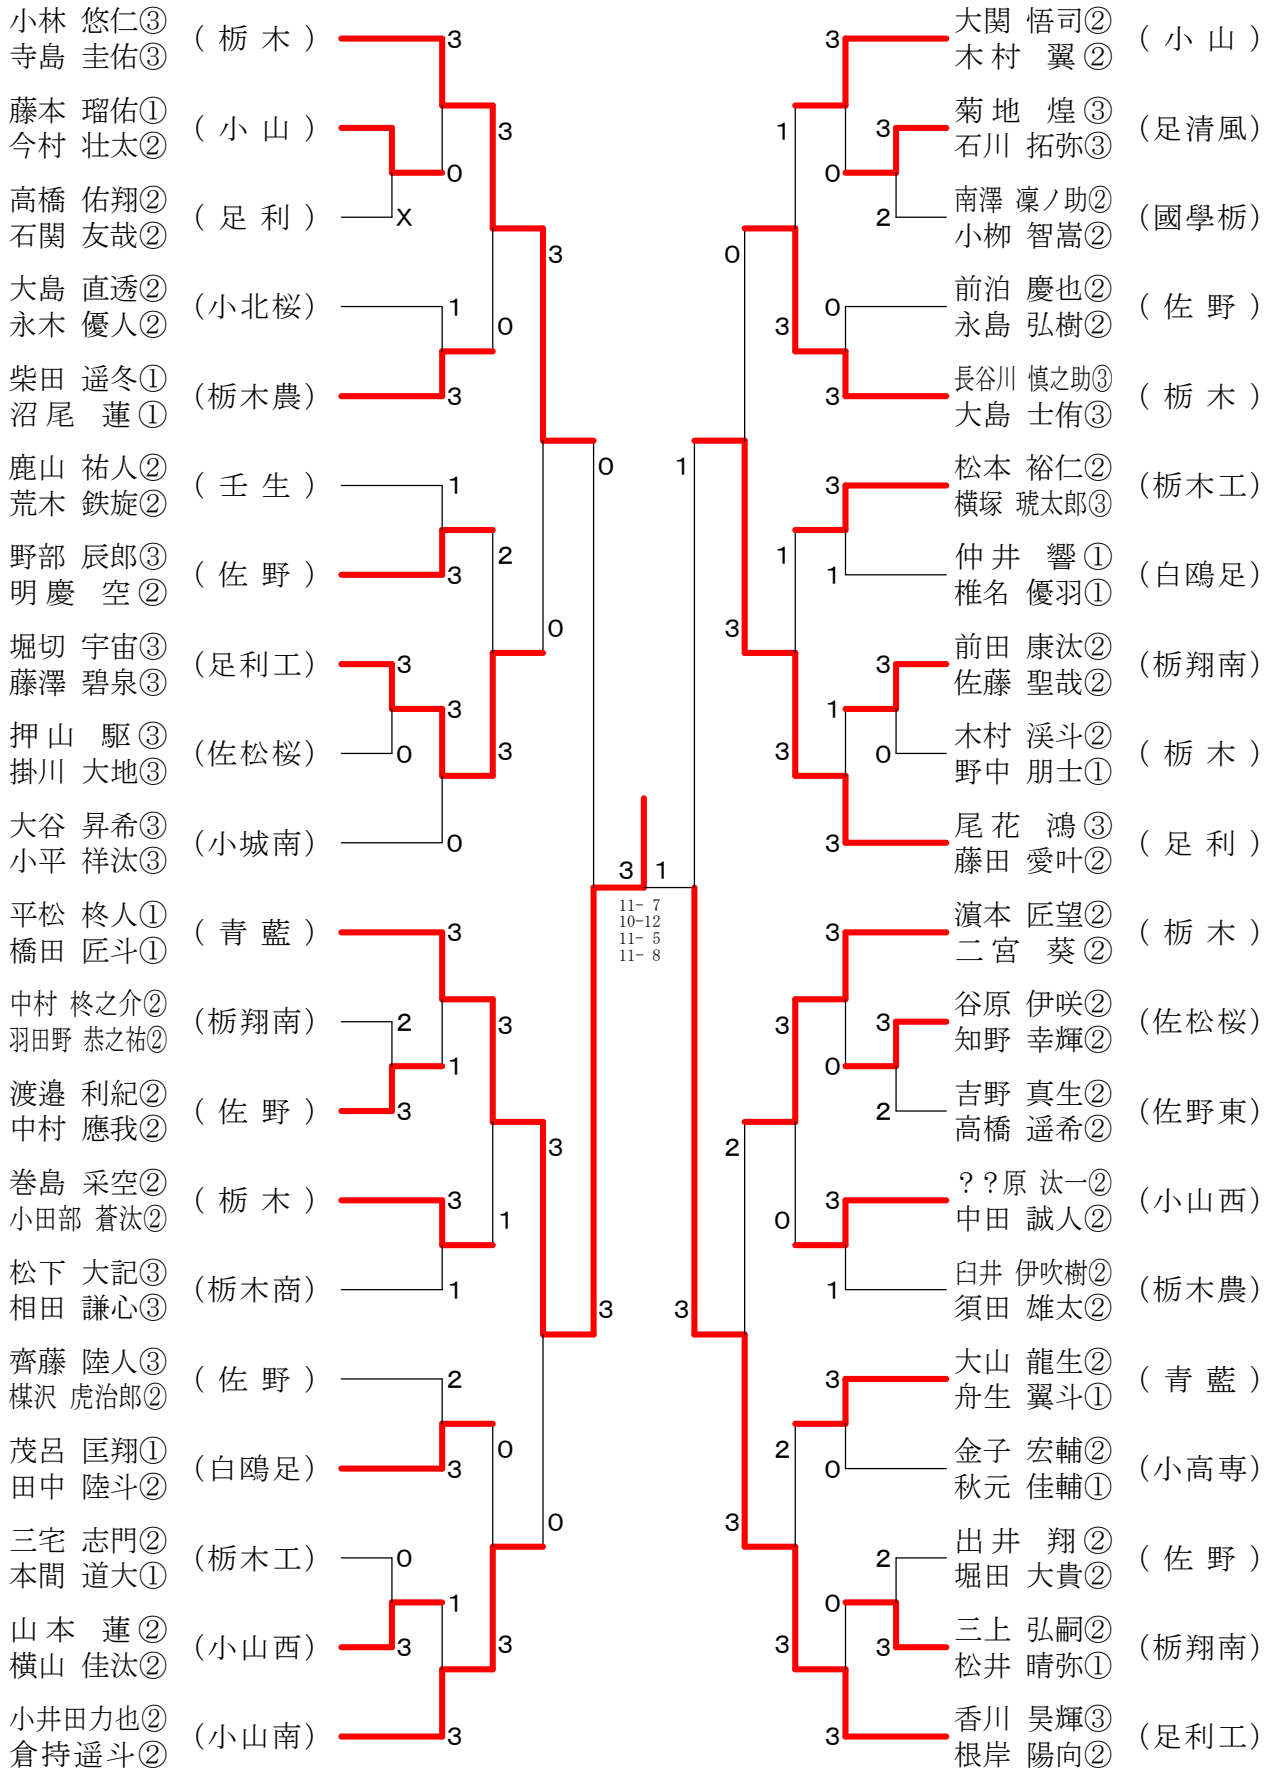 小林 悠仁③
寺島 圭佑③
(栃木)
3
藤本 瑠佑①
今村 壮太②
(小山)
3
0
高橋 佑翔②
石関 友哉②
(足利)
X
3
大島 直透②
永木 優人②
(小北桜)
1
0
柴田 遥冬①
沼尾 蓮①
(栃木農)
3
0
鹿山 祐人②
荒木 鉄旋②
(壬生)
1
2
野部 辰郎③
明慶 空②
(佐野)
3
0
堀切 宇宙③
藤澤 碧泉③
(足利工)
3
3
押山 駆③
掛川 大地③
(佐松桜)
0
3
大谷 昇希③
小平 祥汰③
(小城南)
0
平松 柊人①
橋田 匠斗①
(青藍)
3
中村 柊之介②
羽田野 恭之祐②
(栃翔南)
2
3
1
渡邉 利紀②
中村 應我②
(佐野)
3
3
巻島 采空②
小田部 蒼汰②
(栃木)
3
1
松下 大記③
相田 謙心③
(栃木商)
1
3
齊藤 陸人③
楳沢 虎治郎②
(佐野)
2
0
茂呂 匡翔①
田中 陸斗②
(白鴎足)
3
0
三宅 志門②
本間 道大①
(栃木工)
0
1
山本 蓮②
横山 佳汰②
(小山西)
3
3
小井田力也②
倉持遥斗②
(小山南)
3
3 1
11- 7
10-12
11- 5
11- 8
3
大関 悟司②
木村 翼②
(小山)
1
3
菊地 煌③
石川 拓弥③
(足清風)
0
2
南澤 凜ノ助②
小栁 智嵩②
(國學栃)
0
0
前泊 慶也②
永島 弘樹②
(佐野)
3
3
長谷川 慎之助③
大島 士侑③
(栃木)
1
3
松本 裕仁②
横塚 琥太郎③
(栃木工)
1
1
仲井 響①
椎名 優羽①
(白鴎足)
3
3
前田 康汰②
佐藤 聖哉②
(栃翔南)
1
0
木村 渓斗②
野中 朋士①
(栃木)
3
3
尾花 鴻③
藤田 愛叶②
(足利)
3
濵本 匠望②
二宮 葵②
(栃木)
3
3
谷原 伊咲②
知野 幸輝②
(佐松桜)
0
2
吉野 真生②
高橋 遥希②
(佐野東)
2
3
??原 汰一②
中田 誠人②
(小山西)
0
1
臼井 伊吹樹②
須田 雄太②
(栃木農)
3
3
大山 龍生②
舟生 翼斗①
(青藍)
2
0
金子 宏輔②
秋元 佳輔①
(小高専)
3
2
出井 翔②
堀田 大貴②
(佐野)
0
3
三上 弘嗣②
松井 晴弥①
(栃翔南)
3
3
香川 昊輝③
根岸 陽向②
(足利工)